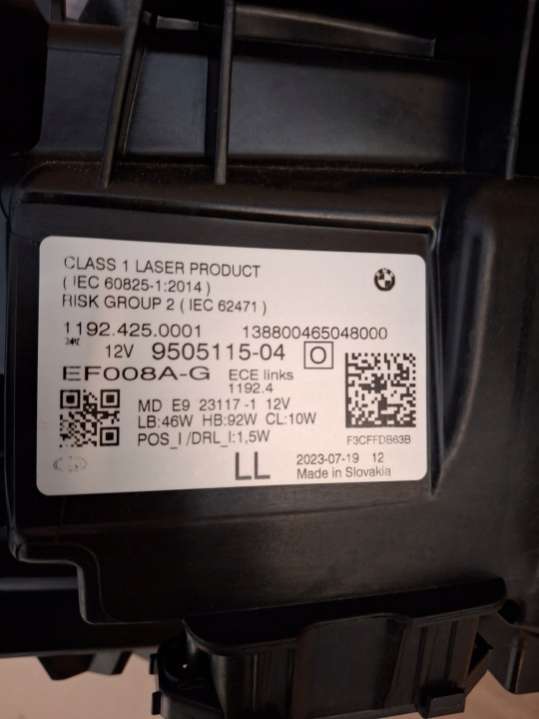 CLASS 1 LASER PRODUCT
( IEC 60825-1:2014 )
RISK GROUP 2 ( IEC 62471 )
1192.425.0001 138800465048000
12V 9505115-04 O
EF008A-G ECE links
1192.4
MD E9 23117 -1 12V
LB:46W HB:92W CL:10W
POS_I /DRL_I:1,5W
F3CFFDB63B
LL 2023-07-19 12
Made in Slovakia